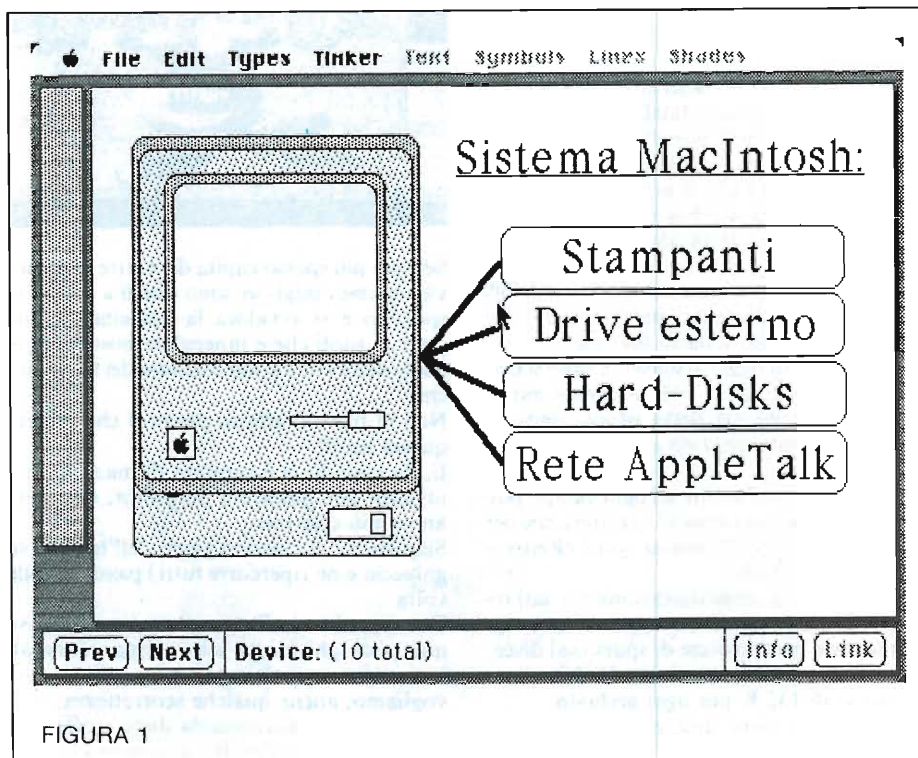 File Edit Types Tinker Text Symbols Lines Shades
Sistema MacIntosh:
Stampanti
Drive esterno
Hard-Disks
Rete AppleTalk
Prev Next Device: (10 total) Info Link
FIGURA 1